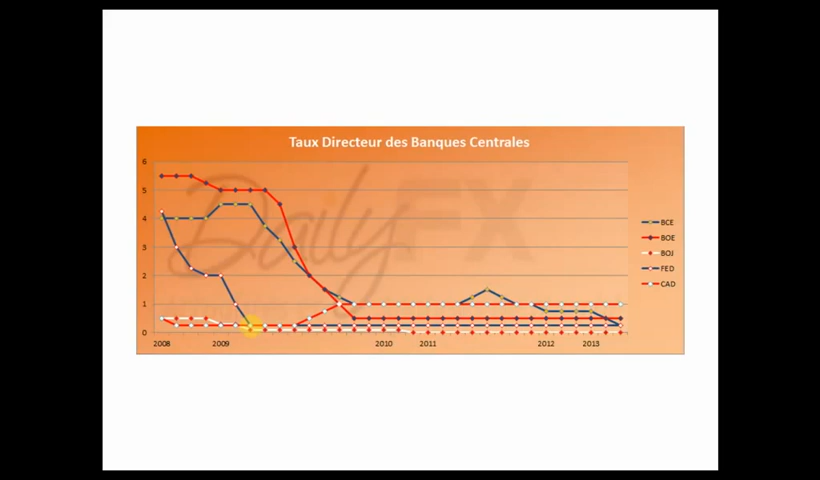 Taux Directeur des Banques Centrales
DailyFX
6
5
4
3
2
1
0
2008 2009 2010 2011 2012 2013
BCE
BOE
BOJ
FED
CAD